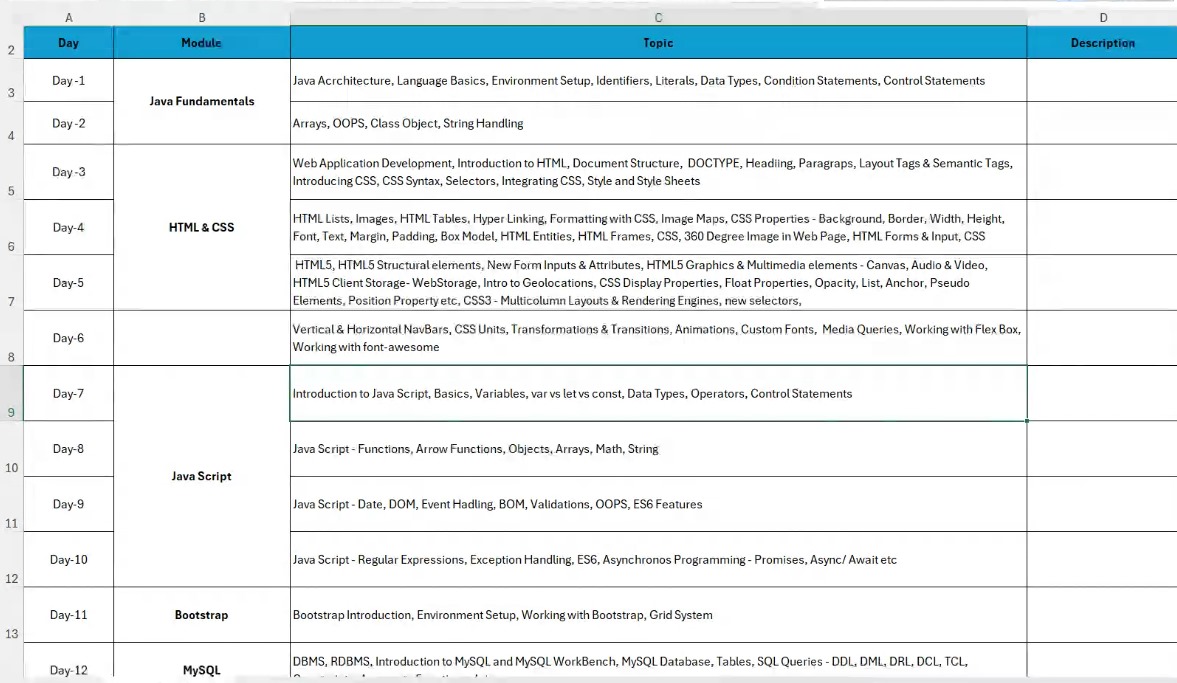 A B C D
2 Day Module Topic Description
3 Day -1 Java Fundamentals Java Acrchitecture, Language Basics, Environment Setup, Identifiers, Literals, Data Types, Condition Statements, Control Statements
4 Day -2 Arrays, OOPS, Class Object, String Handling
5 Day -3 HTML & CSS Web Application Development, Introduction to HTML, Document Structure, DOCTYPE, Headiing, Paragraps, Layout Tags & Semantic Tags,
Introducing CSS, CSS Syntax, Selectors, Integrating CSS, Style and Style Sheets
6 Day-4 HTML Lists, Images, HTML Tables, Hyper Linking, Formatting with CSS, Image Maps, CSS Properties - Background, Border, Width, Height,
Font, Text, Margin, Padding, Box Model, HTML Entities, HTML Frames, CSS, 360 Degree Image in Web Page, HTML Forms & Input, CSS
7 Day-5 HTML5, HTML5 Structural elements, New Form Inputs & Attributes, HTML5 Graphics & Multimedia elements - Canvas, Audio & Video,
HTML5 Client Storage- WebStorage, Intro to Geolocations, CSS Display Properties, Float Properties, Opacity, List, Anchor, Pseudo
Elements, Position Property etc, CSS3 - Multicolumn Layouts & Rendering Engines, new selectors,
8 Day-6 Vertical & Horizontal NavBars, CSS Units, Transformations & Transitions, Animations, Custom Fonts, Media Queries, Working with Flex Box,
Working with font-awesome
9 Day-7 Java Script Introduction to Java Script, Basics, Variables, var vs let vs const, Data Types, Operators, Control Statements
10 Day-8 Java Script - Functions, Arrow Functions, Objects, Arrays, Math, String
11 Day-9 Java Script - Date, DOM, Event Hadling, BOM, Validations, OOPS, ES6 Features
12 Day-10 Java Script - Regular Expressions, Exception Handling, ES6, Asynchronos Programming - Promises, Async/ Await etc
13 Day-11 Bootstrap Bootstrap Introduction, Environment Setup, Working with Bootstrap, Grid System
Day-12 MySQL DBMS, RDBMS, Introduction to MySQL and MySQL WorkBench, MySQL Database, Tables, SQL Queries - DDL, DML, DRL, DCL, TCL,